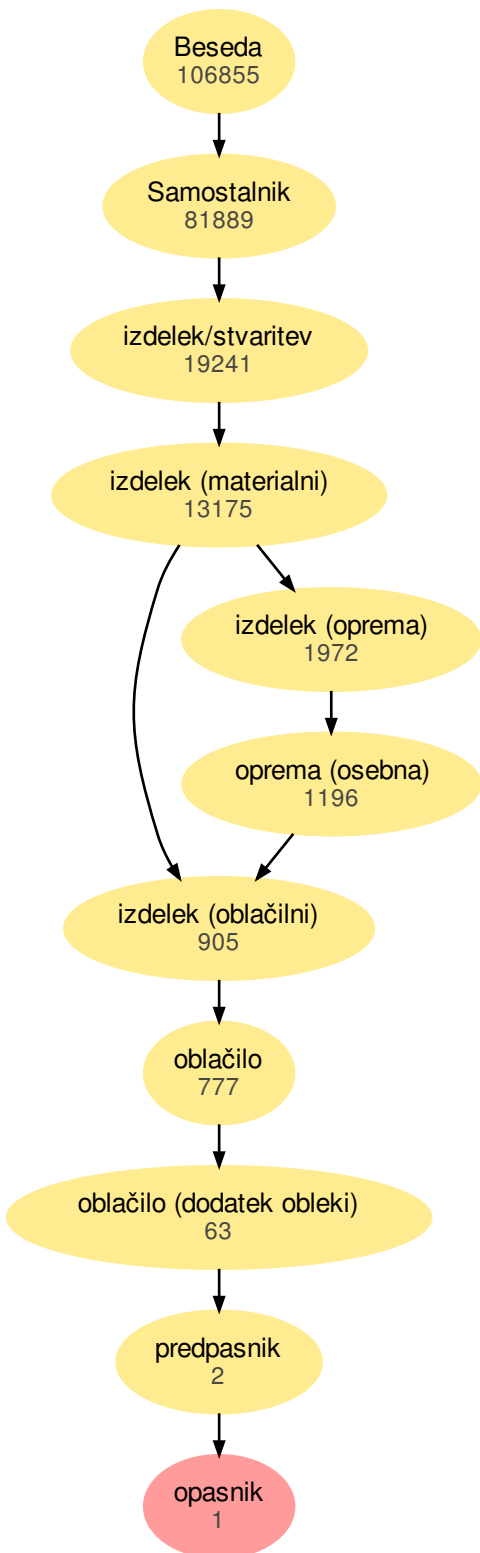 Beseda
106855
Samostalnik
81889
izdelek/stvaritev
19241
izdelek (materialni)
13175
izdelek (oprema)
1972
oprema (osebna)
1196
izdelek (oblačilni)
905
oblačilo
777
oblačilo (dodatek obleki)
63
predpasnik
2
opasnik
1